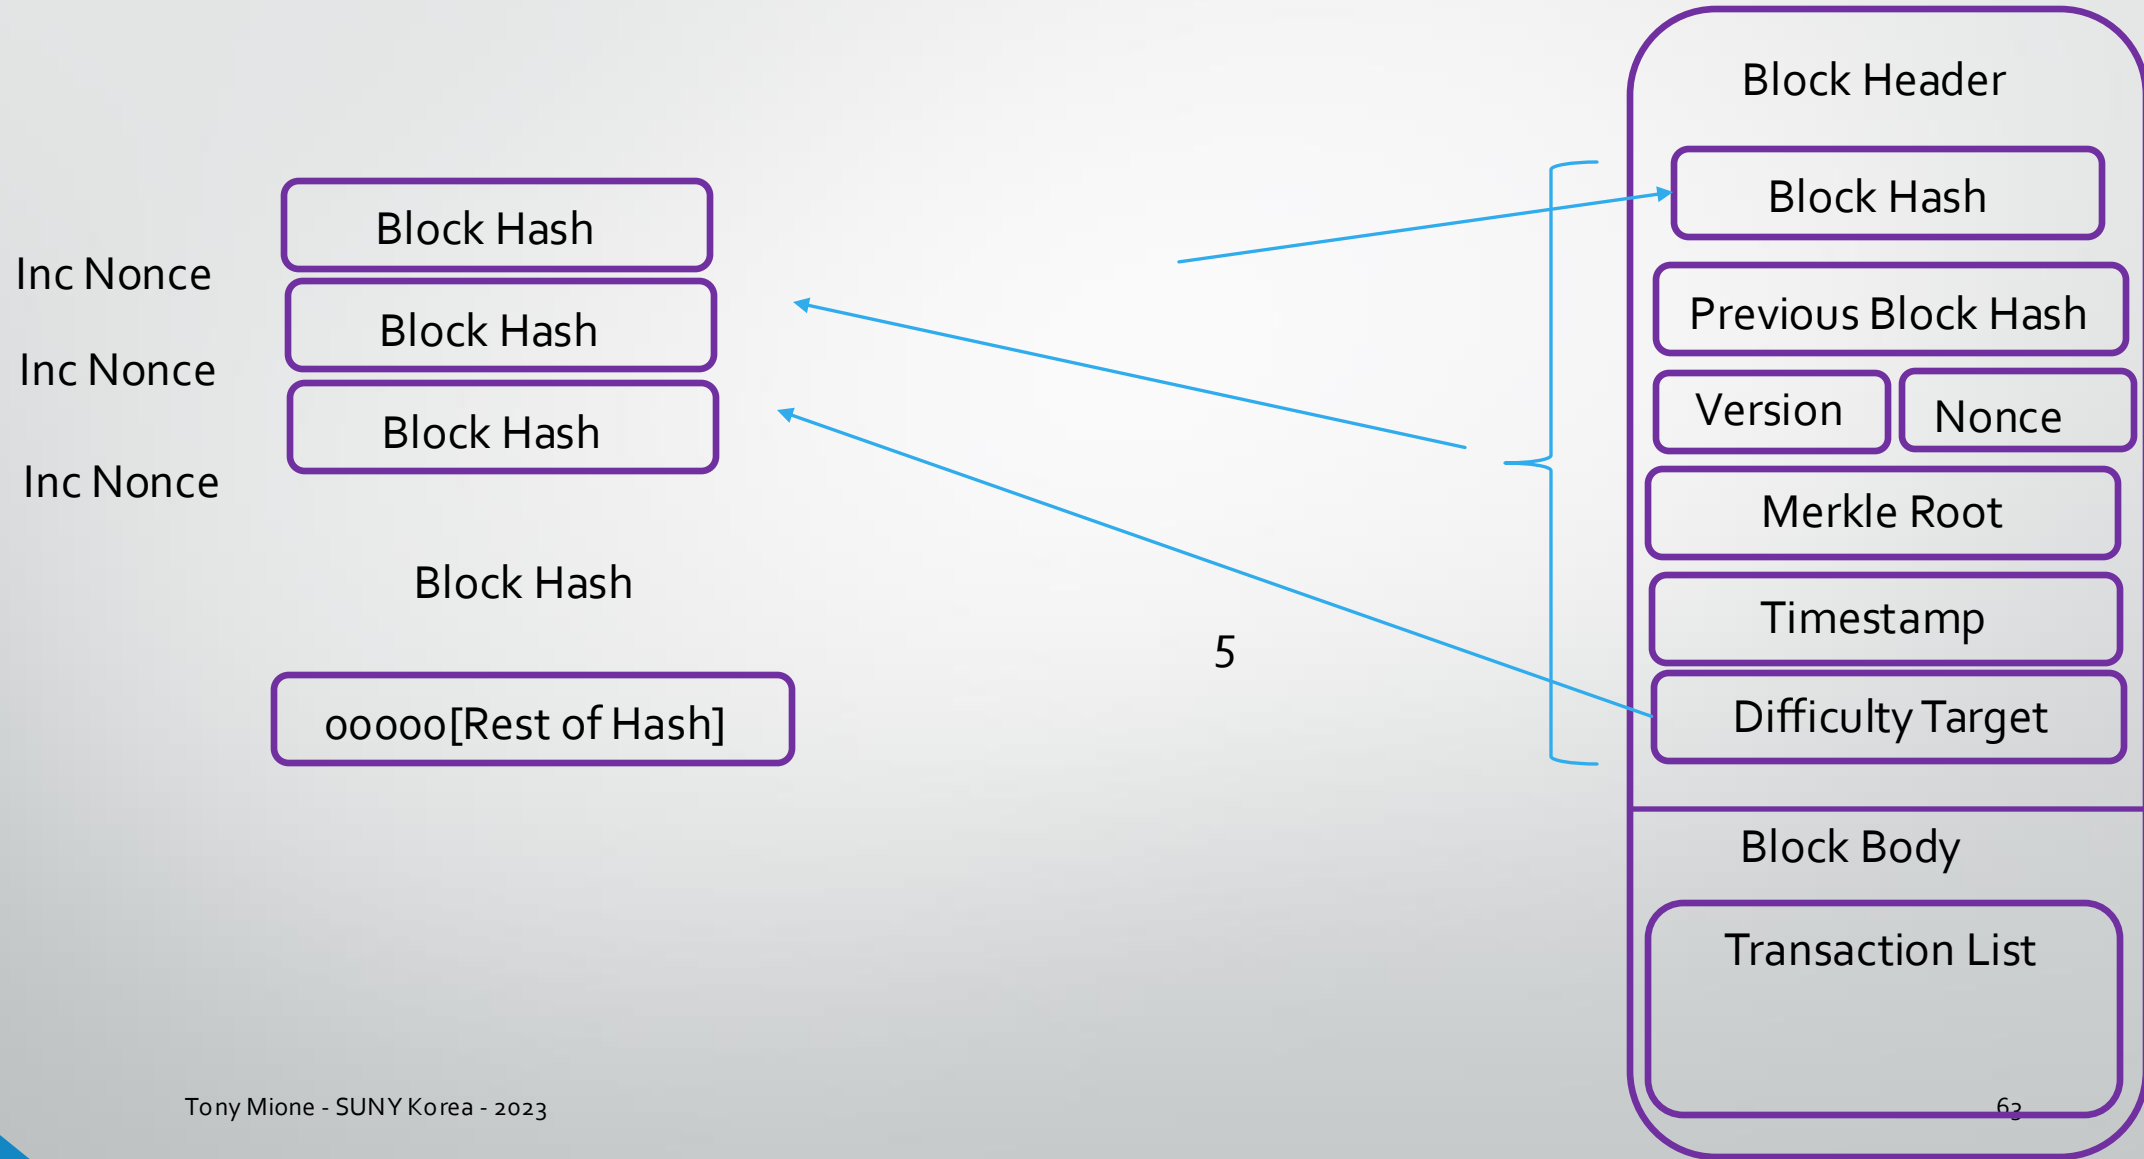 Block Hash
Inc Nonce
Block Hash
Inc Nonce
Block Hash
Inc Nonce
Block Hash
00000[Rest of Hash]
5
Block Header
Block Hash
Previous Block Hash
Version
Nonce
Merkle Root
Timestamp
Difficulty Target
Block Body
Transaction List
Tony Mione - SUNY Korea - 2023
63